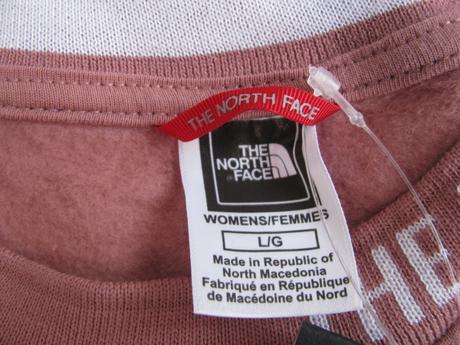 THE NORTH FACE
THE
NORTH
FACE
WOMENS/FEMMES
L/G
Made in Republic of
North Macedonia
Fabriqué en République
de Macédoine du Nord
THE